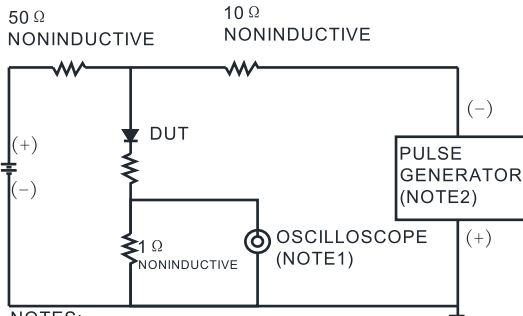 50 Ω
NONINDUCTIVE
10 Ω
NONINDUCTIVE
(+)
(−)
DUT
1 Ω
NONINDUCTIVE
OSCILLOSCOPE
(NOTE1)
(−)
PULSE
GENERATOR
(NOTE2)
(+)
NOTES: